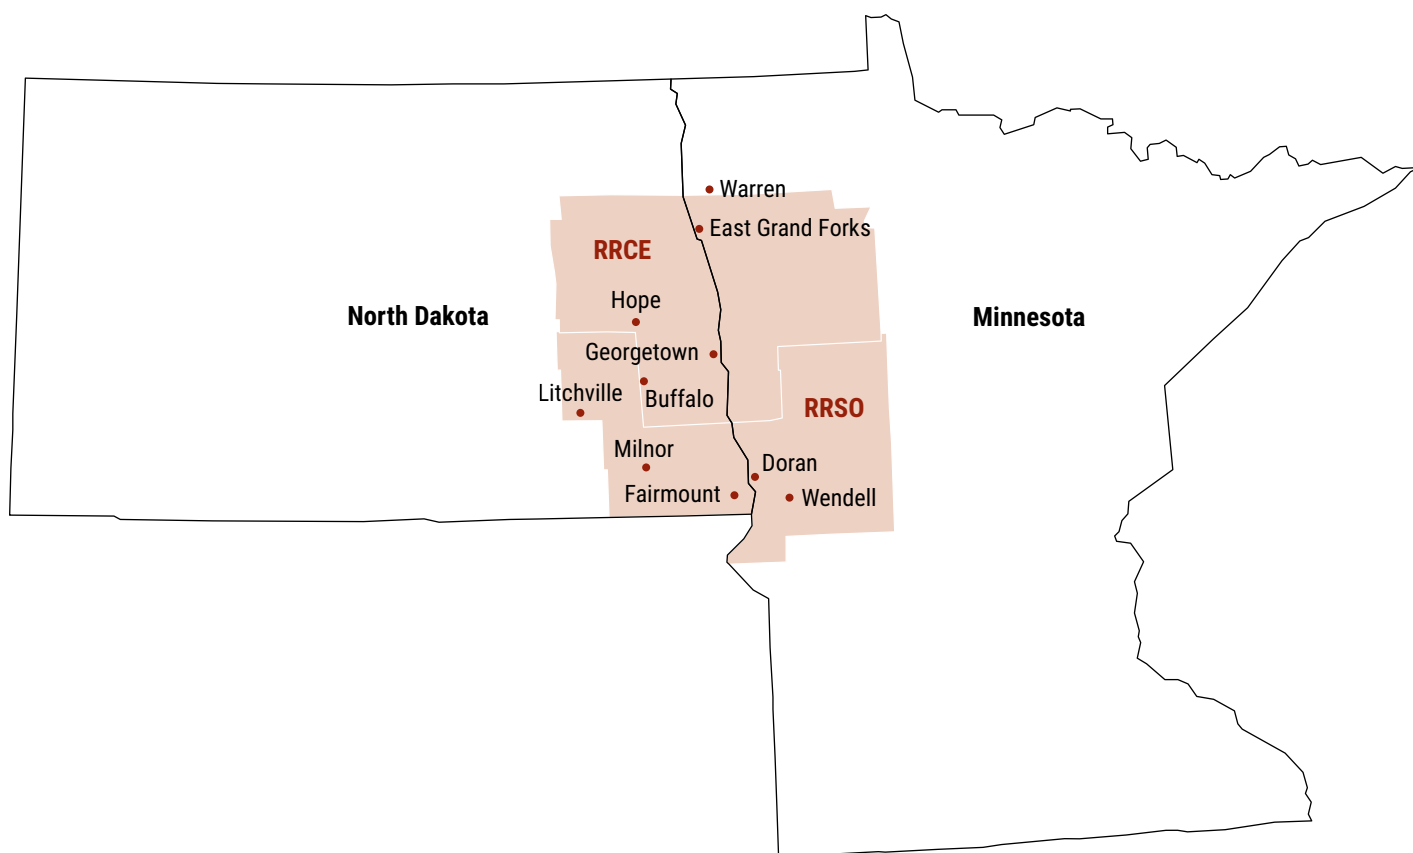 Warren
East Grand Forks
RRCE
Hope
North Dakota
Minnesota
Georgetown
Litchville
Buffalo
RRSO
Milnor
Doran
Fairmount
Wendell